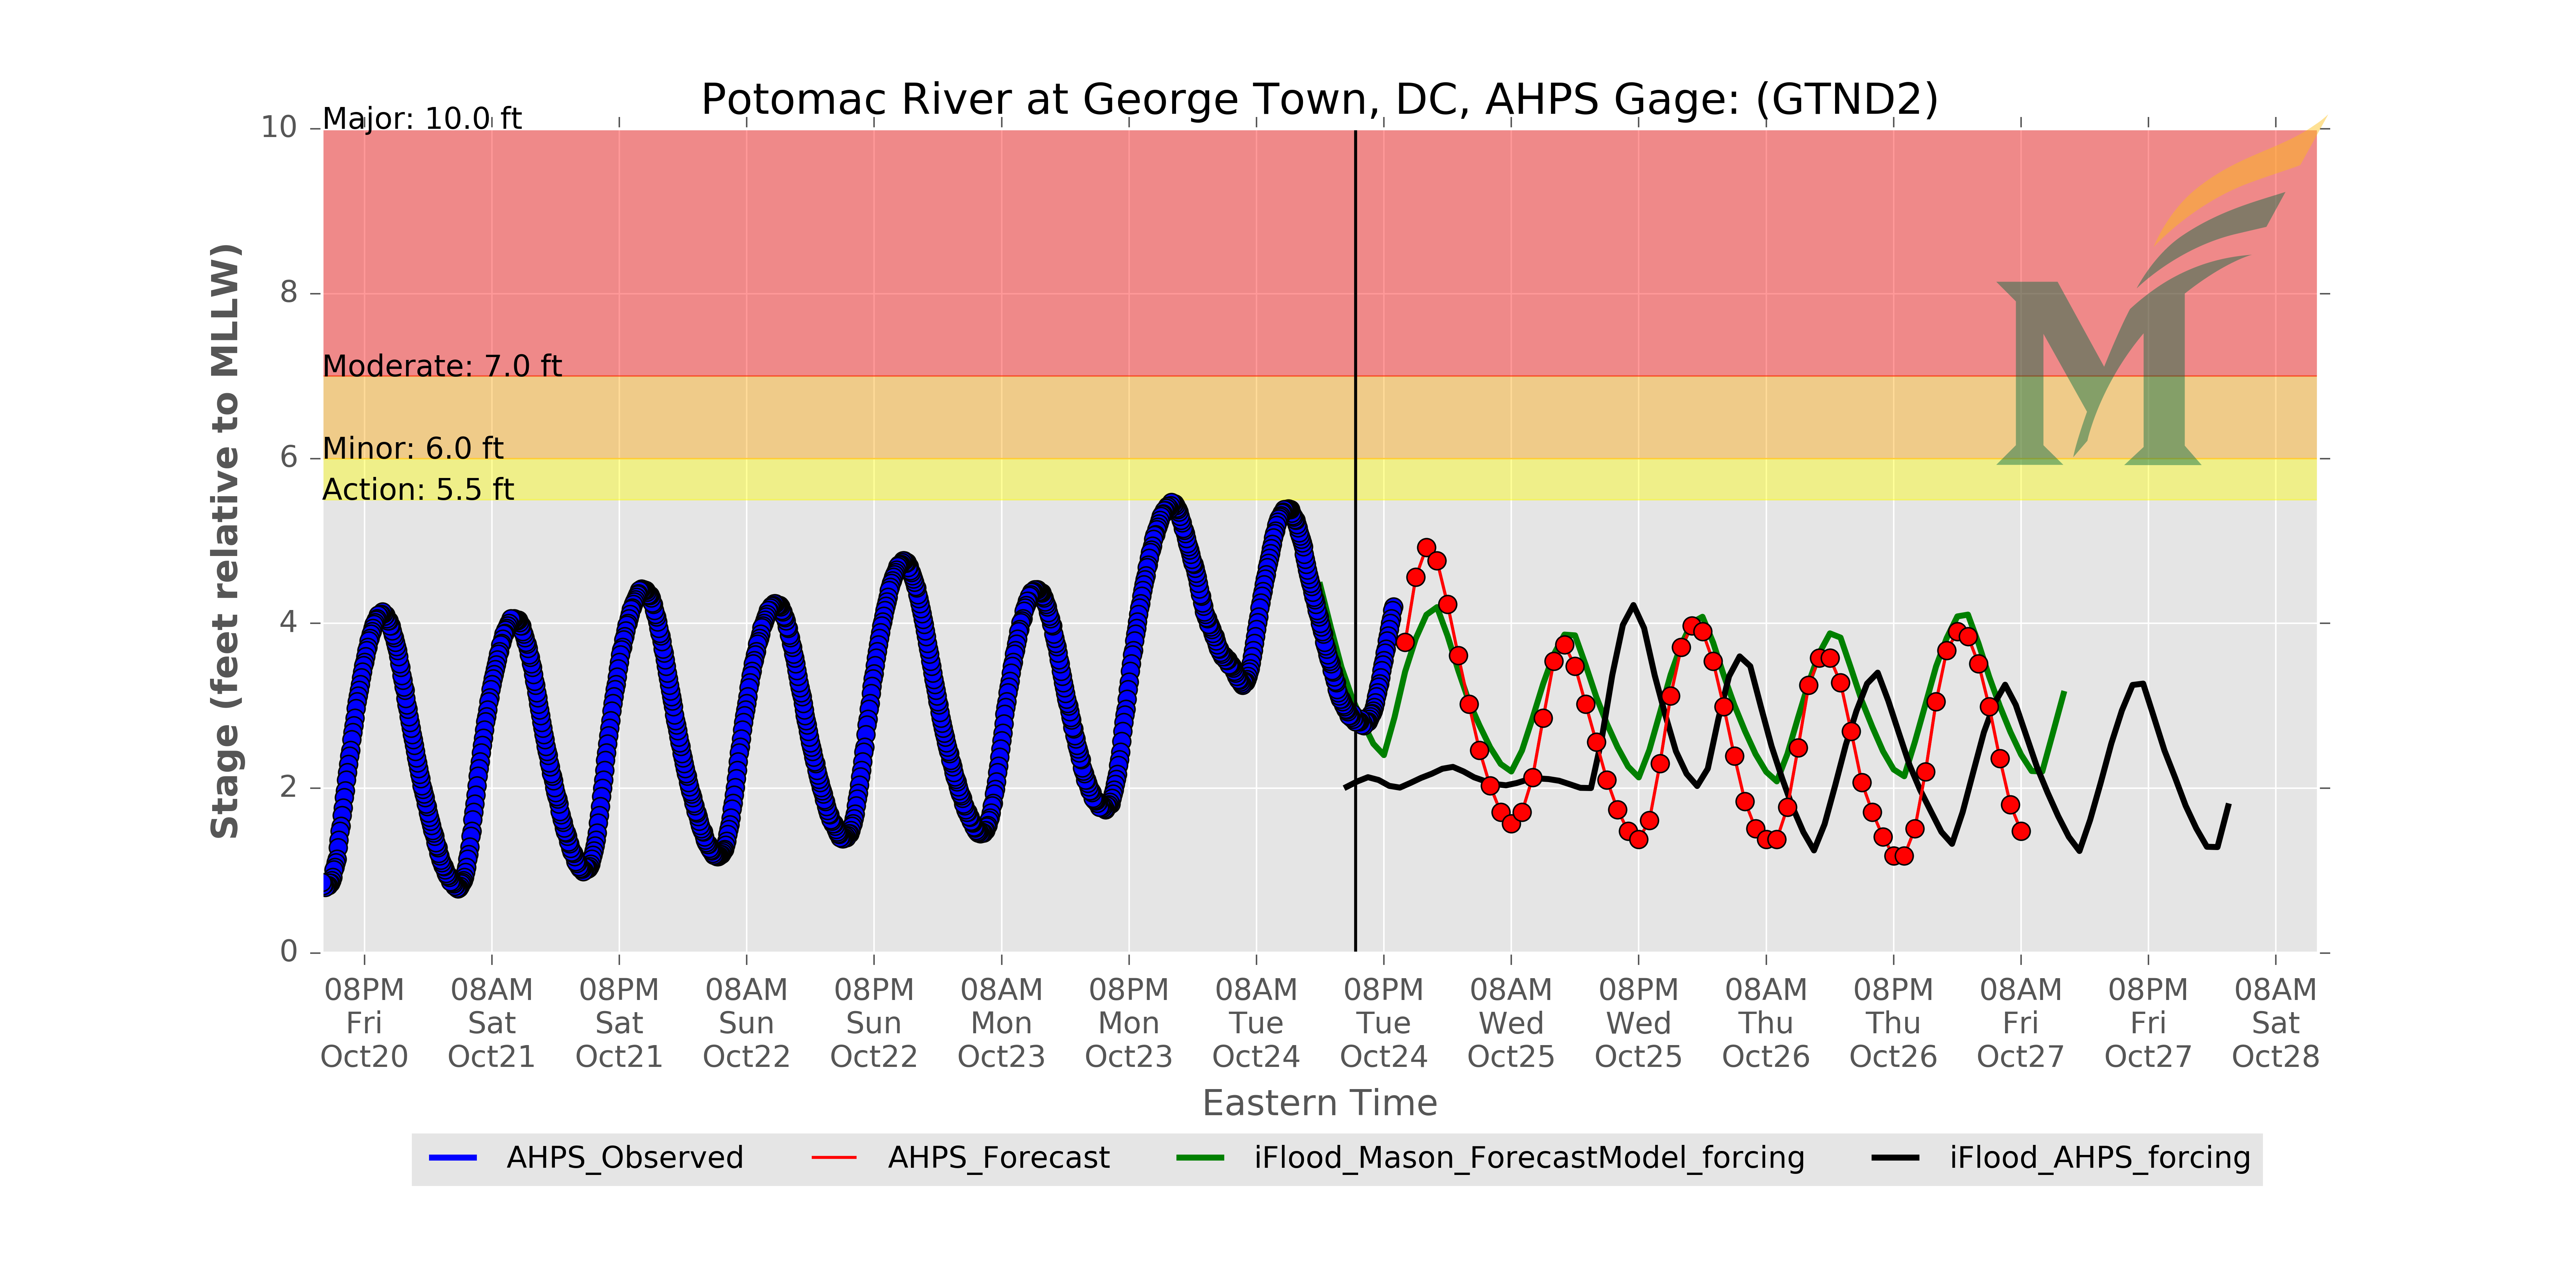 Potomac River at George Town, DC, AHPS Gage: (GTND2)
Major: 10.0 ft
Moderate: 7.0 ft
Minor: 6.0 ft
Action: 5.5 ft
10
8
6
4
2
0
Stage (feet relative to MLLW)
08PM 08AM 08PM 08AM 08PM 08AM 08PM 08AM 08PM 08AM 08PM 08AM 08PM 08AM 08PM 08AM
Fri Sat Sat Sun Sun Mon Mon Tue Tue Wed Wed Thu Thu Fri Fri Sat
Oct20 Oct21 Oct21 Oct22 Oct22 Oct23 Oct23 Oct24 Oct24 Oct25 Oct25 Oct26 Oct26 Oct27 Oct27 Oct28
Eastern Time
AHPS_Observed AHPS_Forecast iFlood_Mason_ForecastModel_forcing iFlood_AHPS_forcing
M